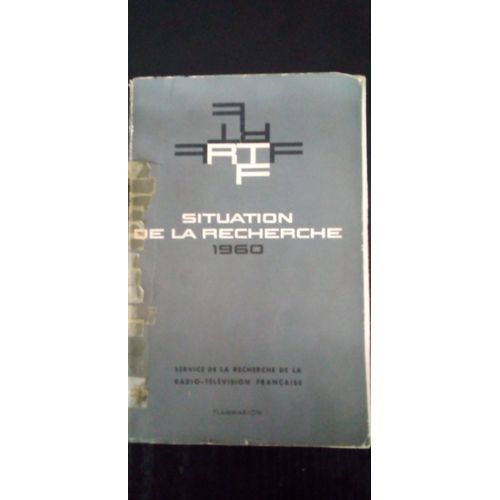 RTF
SITUATION
DE LA RECHERCHE
1960
SERVICE DE LA RECHERCHE DE LA
RADIO-TÉLÉVISION FRANÇAISE
FLAMMARION